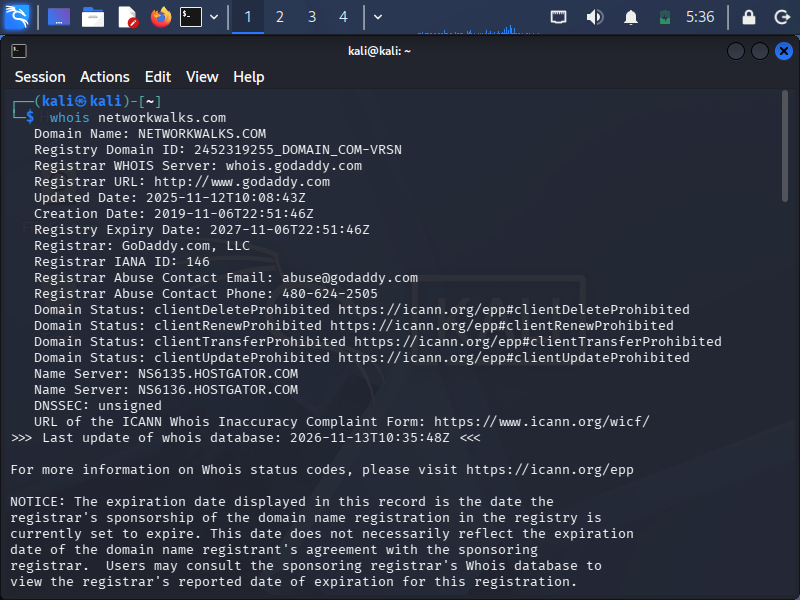 1 2 3 4 5:36
kali@kali: ~
Session Actions Edit View Help
┌──(kali㉿kali)-[~]
└─$ whois networkwalks.com
Domain Name: NETWORKWALKS.COM
Registry Domain ID: 2452319255_DOMAIN_COM-VRSN
Registrar WHOIS Server: whois.godaddy.com
Registrar URL: http://www.godaddy.com
Updated Date: 2025-11-12T10:08:43Z
Creation Date: 2019-11-06T22:51:46Z
Registry Expiry Date: 2027-11-06T22:51:46Z
Registrar: GoDaddy.com, LLC
Registrar IANA ID: 146
Registrar Abuse Contact Email: abuse@godaddy.com
Registrar Abuse Contact Phone: 480-624-2505
Domain Status: clientDeleteProhibited https://icann.org/epp#clientDeleteProhibited
Domain Status: clientRenewProhibited https://icann.org/epp#clientRenewProhibited
Domain Status: clientTransferProhibited https://icann.org/epp#clientTransferProhibited
Domain Status: clientUpdateProhibited https://icann.org/epp#clientUpdateProhibited
Name Server: NS6135.HOSTGATOR.COM
Name Server: NS6136.HOSTGATOR.COM
DNSSEC: unsigned
URL of the ICANN Whois Inaccuracy Complaint Form: https://www.icann.org/wicf/
>>> Last update of whois database: 2026-11-13T10:35:48Z <<<
For more information on Whois status codes, please visit https://icann.org/epp
NOTICE: The expiration date displayed in this record is the date the
registrar's sponsorship of the domain name registration in the registry is
currently set to expire. This date does not necessarily reflect the expiration
date of the domain name registrant's agreement with the sponsoring
registrar.  Users may consult the sponsoring registrar's Whois database to
view the registrar's reported date of expiration for this registration.